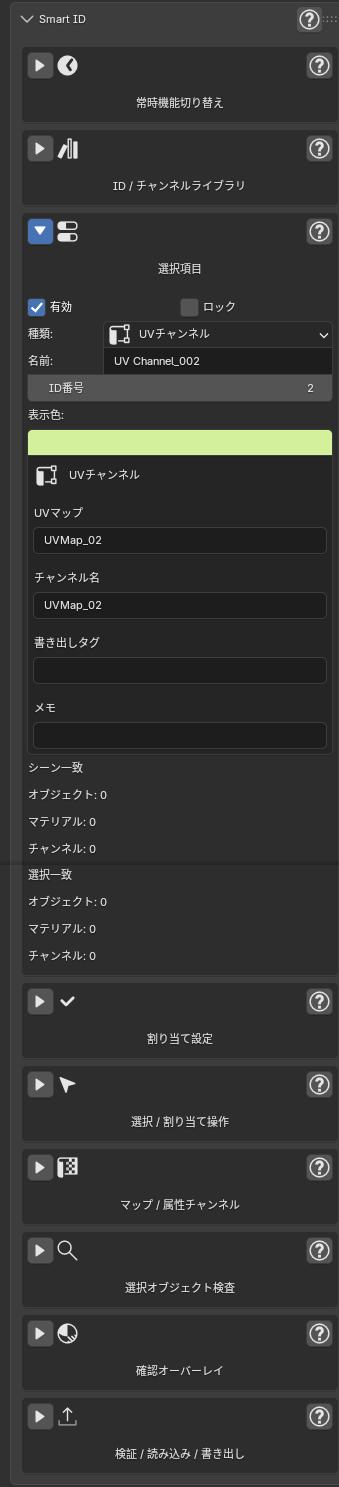 Smart ID
常時機能切り替え
ID / チャンネルライブラリ
選択項目
有効 ロック
種類: UVチャンネル
名前: UV Channel_002
ID番号 2
表示色:
UVチャンネル
UVマップ
UVMap_02
チャンネル名
UVMap_02
書き出しタグ
メモ
シーン一致
オブジェクト: 0
マテリアル: 0
チャンネル: 0
選択一致
オブジェクト: 0
マテリアル: 0
チャンネル: 0
割り当て設定
選択 / 割り当て操作
マップ / 属性チャンネル
選択オブジェクト検査
確認オーバーレイ
検証 / 読み込み / 書き出し